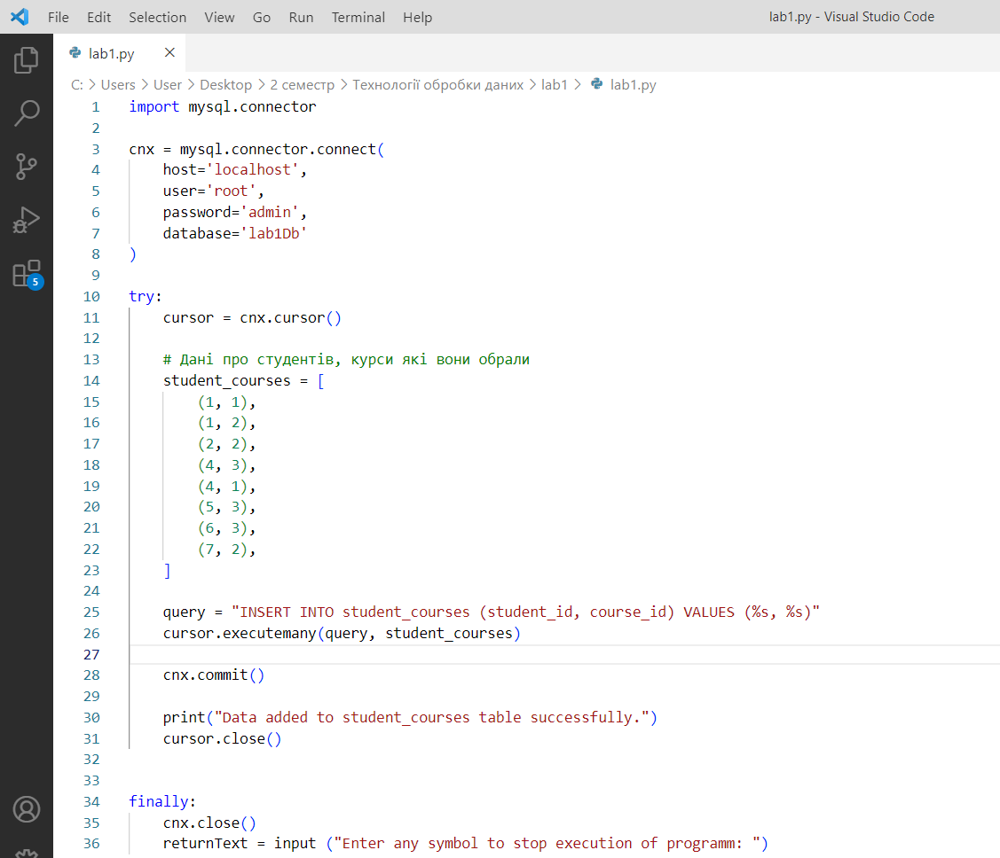 File Edit Selection View Go Run Terminal Help lab1.py - Visual Studio Code
lab1.py
C: > Users > User > Desktop > 2 семестр > Технології обробки даних > lab1 > lab1.py
1 import mysql.connector
2
3 cnx = mysql.connector.connect(
4     host='localhost',
5     user='root',
6     password='admin',
7     database='lab1Db'
8 )
9
10 try:
11     cursor = cnx.cursor()
12
13     # Дані про студентів, курси які вони обрали
14     student_courses = [
15         (1, 1),
16         (1, 2),
17         (2, 2),
18         (4, 3),
19         (4, 1),
20         (5, 3),
21         (6, 3),
22         (7, 2),
23     ]
24
25     query = "INSERT INTO student_courses (student_id, course_id) VALUES (%s, %s)"
26     cursor.executemany(query, student_courses)
27
28     cnx.commit()
29
30     print("Data added to student_courses table successfully.")
31     cursor.close()
32
33
34 finally:
35     cnx.close()
36     returnText = input ("Enter any symbol to stop execution of programm: ")
5